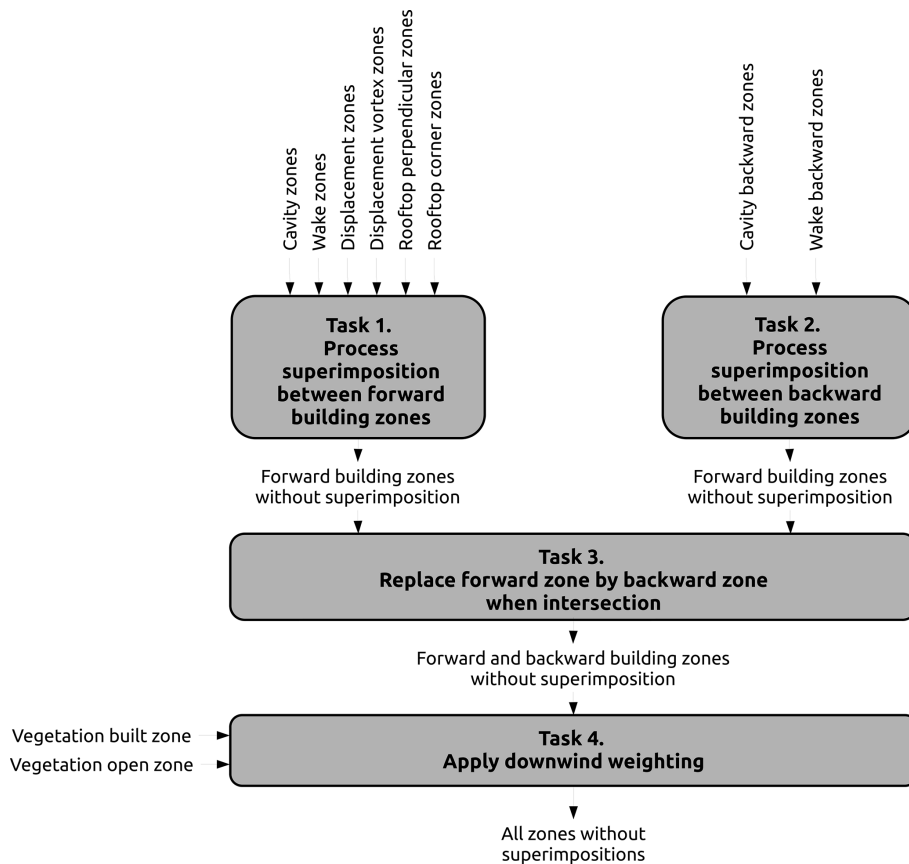 Cavity zones
Wake zones
Displacement zones
Displacement vortex zones
Rooftop perpendicular zones
Rooftop corner zones
Cavity backward zones
Wake backward zones
Task 1.
Process
superimposition
between forward
building zones
Task 2.
Process
superimposition
between backward
building zones
Forward building zones
without superimposition
Forward building zones
without superimposition
Task 3.
Replace forward zone by backward zone
when intersection
Forward and backward building zones
without superimposition
Vegetation built zone
Vegetation open zone
Task 4.
Apply downwind weighting
All zones without
superimpositions